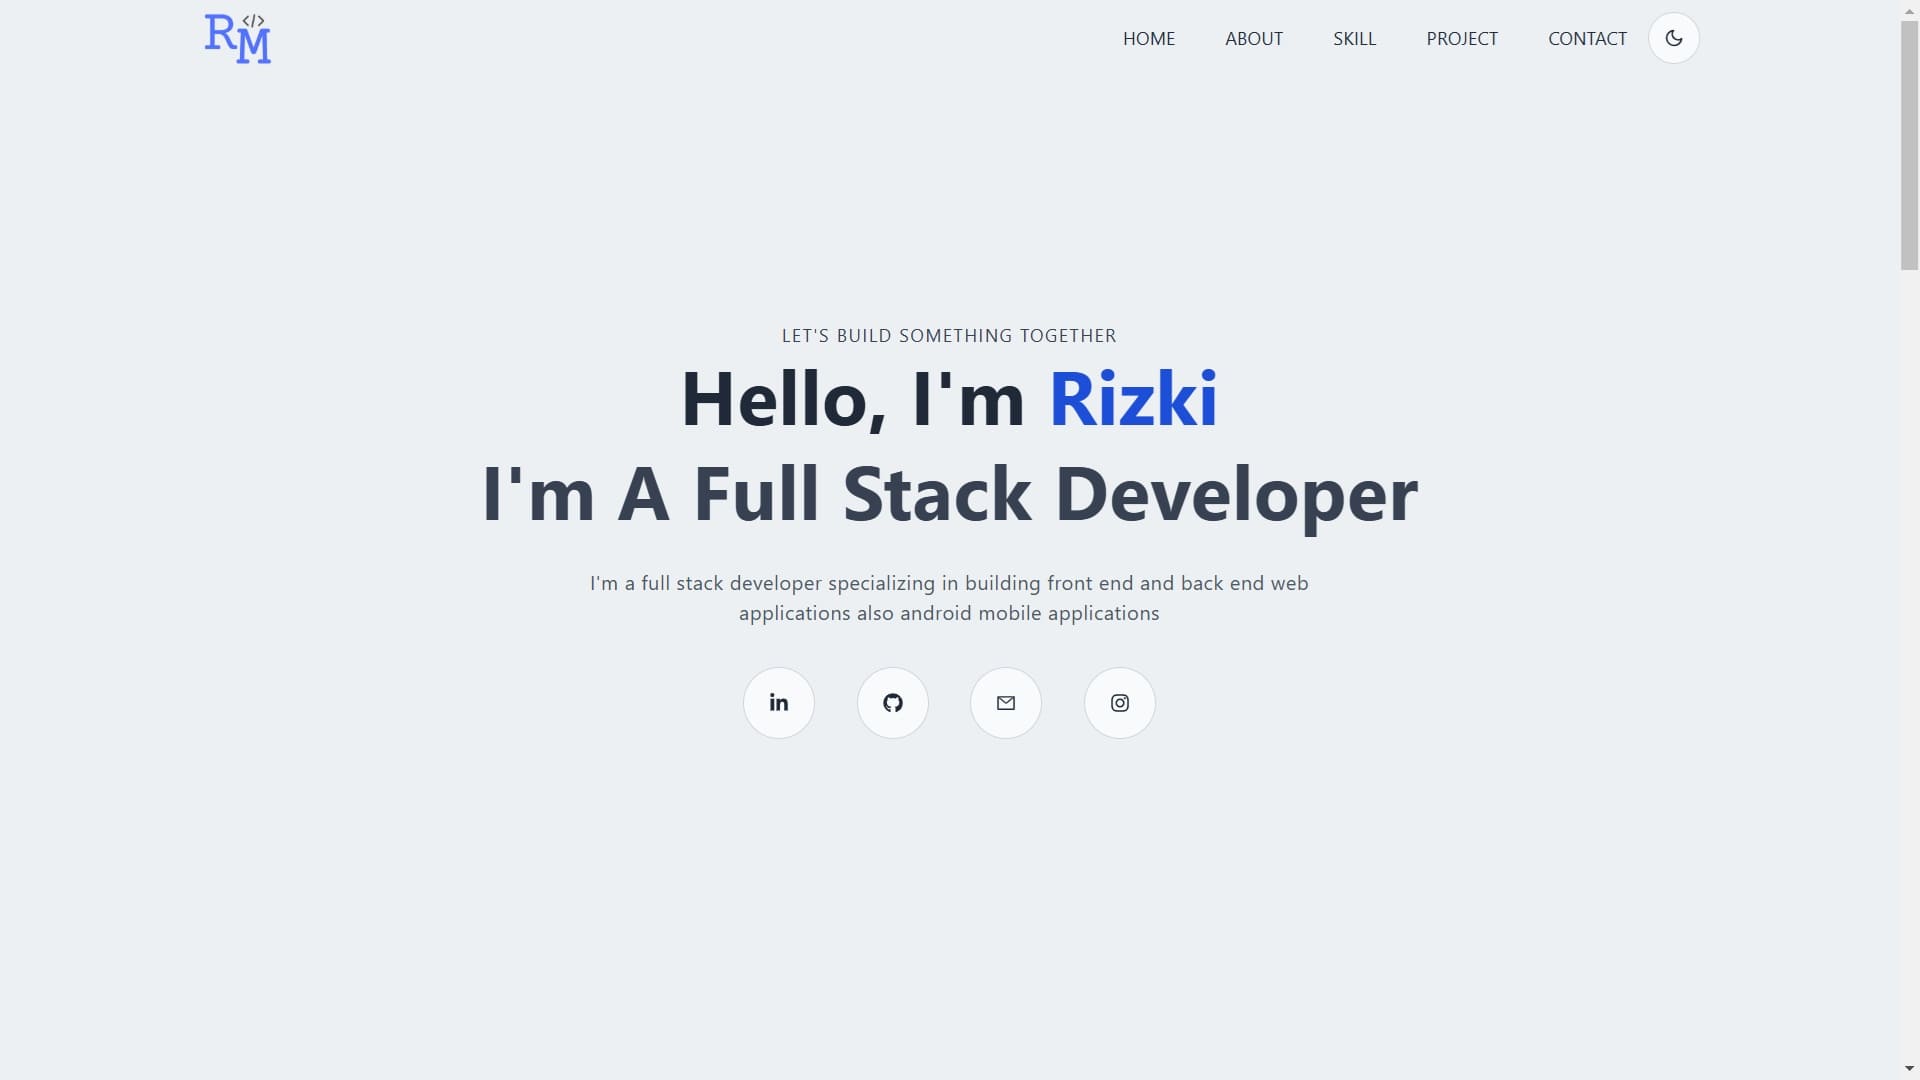 R </>
M
HOME ABOUT SKILL PROJECT CONTACT
LET'S BUILD SOMETHING TOGETHER
Hello, I'm Rizki
I'm A Full Stack Developer
I'm a full stack developer specializing in building front end and back end web
applications also android mobile applications
in